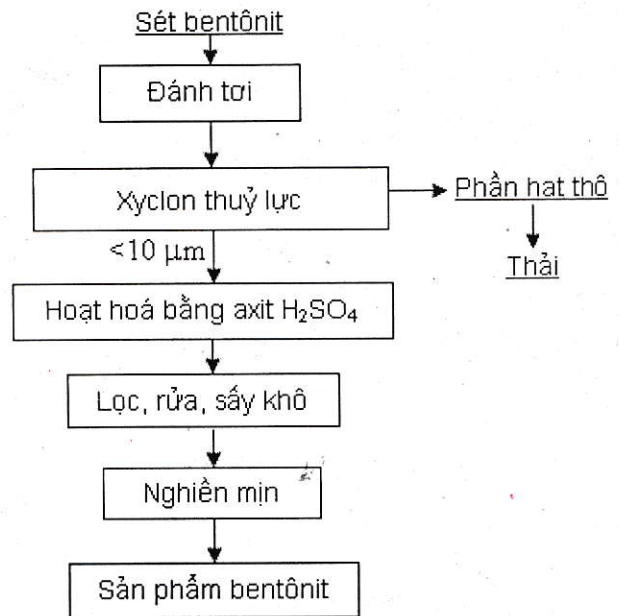 Sét bentônit
Đánh tơi
Xyclon thuỷ lực
Phần hat thô
<10 μm
Thải
Hoạt hoá bằng axit H₂SO₄
Lọc, rửa, sấy khô
Nghiền mịn
Sản phẩm bentônit